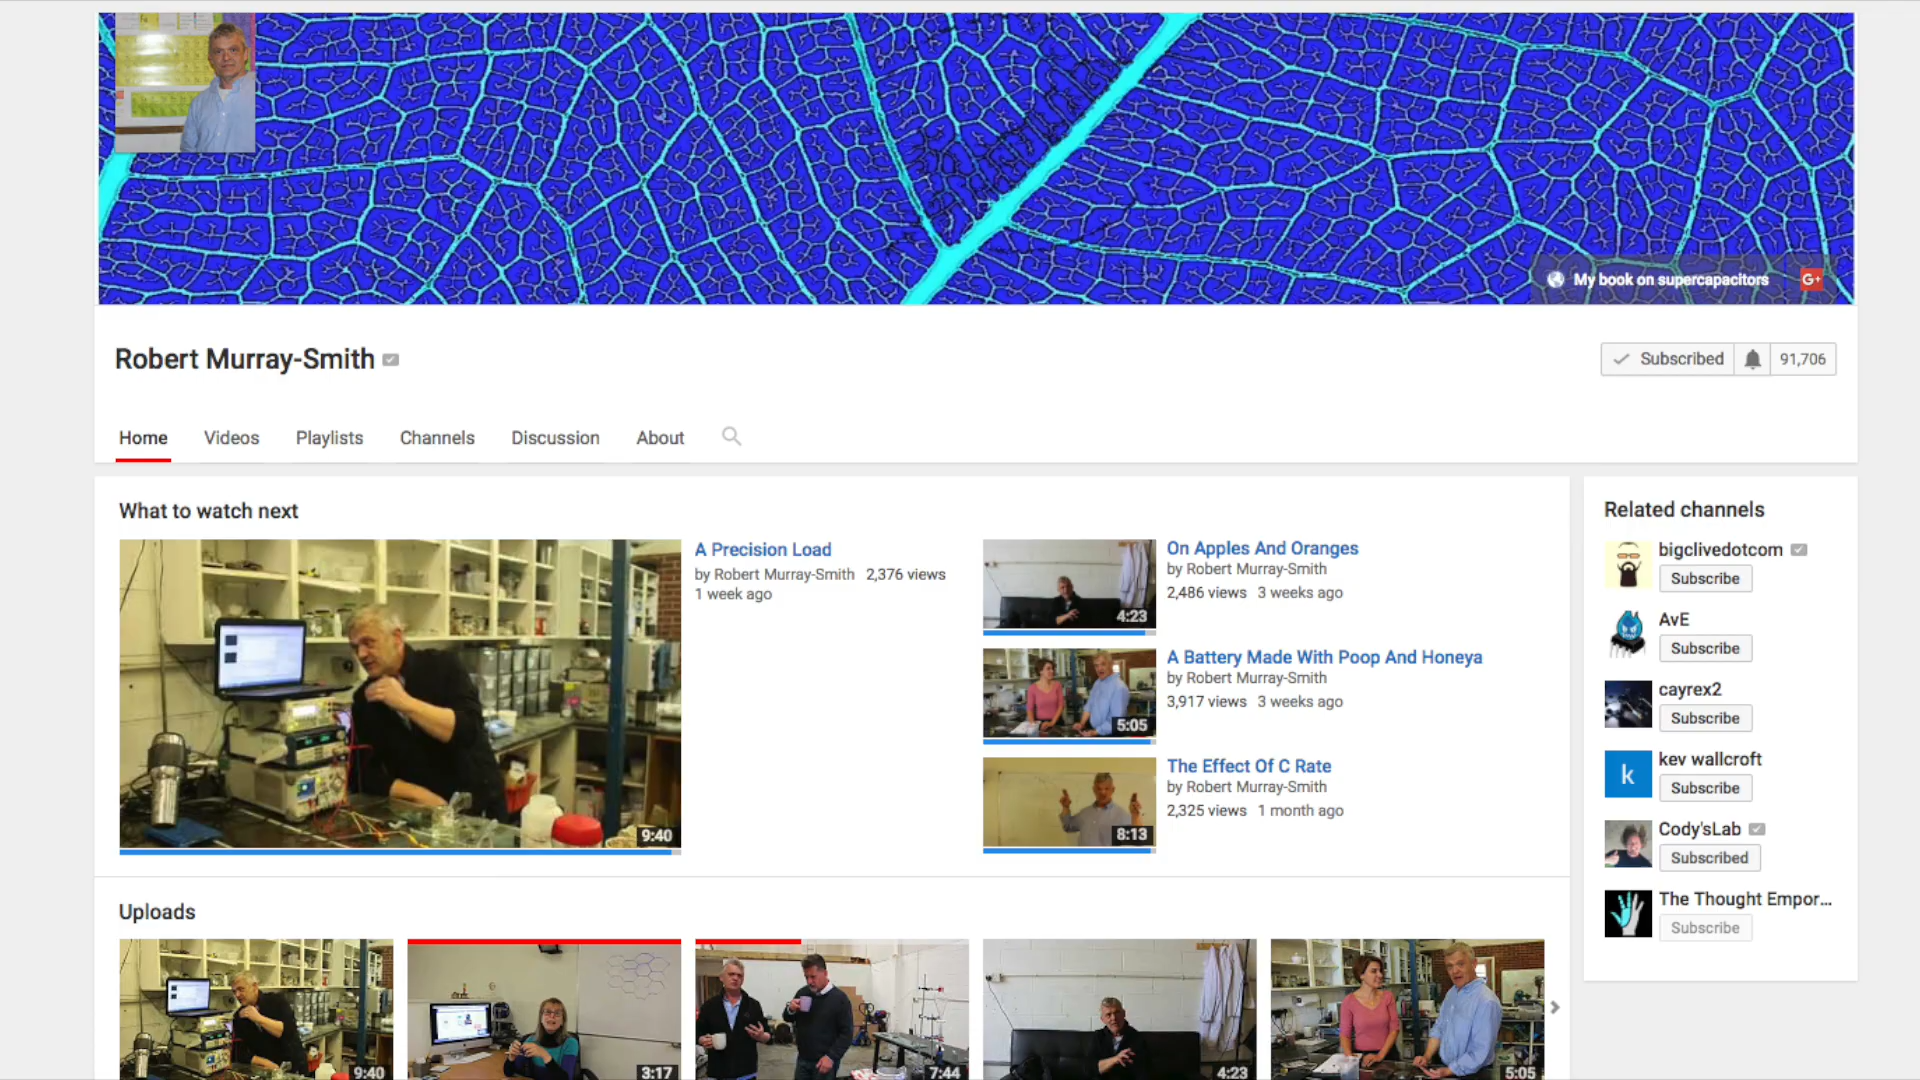 My book on supercapacitors
G+
Robert Murray-Smith
Subscribed
91,706
Home
Videos
Playlists
Channels
Discussion
About
What to watch next
9:40
A Precision Load
by Robert Murray-Smith 2,376 views
1 week ago
4:23
On Apples And Oranges
by Robert Murray-Smith
2,486 views 3 weeks ago
5:05
A Battery Made With Poop And Honeya
by Robert Murray-Smith
3,917 views 3 weeks ago
8:13
The Effect Of C Rate
by Robert Murray-Smith
2,325 views 1 month ago
Uploads
9:40
3:17
7:44
4:23
5:05
Related channels
bigclivedotcom
Subscribe
AvE
Subscribe
cayrex2
Subscribe
k
kev wallcroft
Subscribe
Cody'sLab
Subscribed
The Thought Empor...
Subscribe